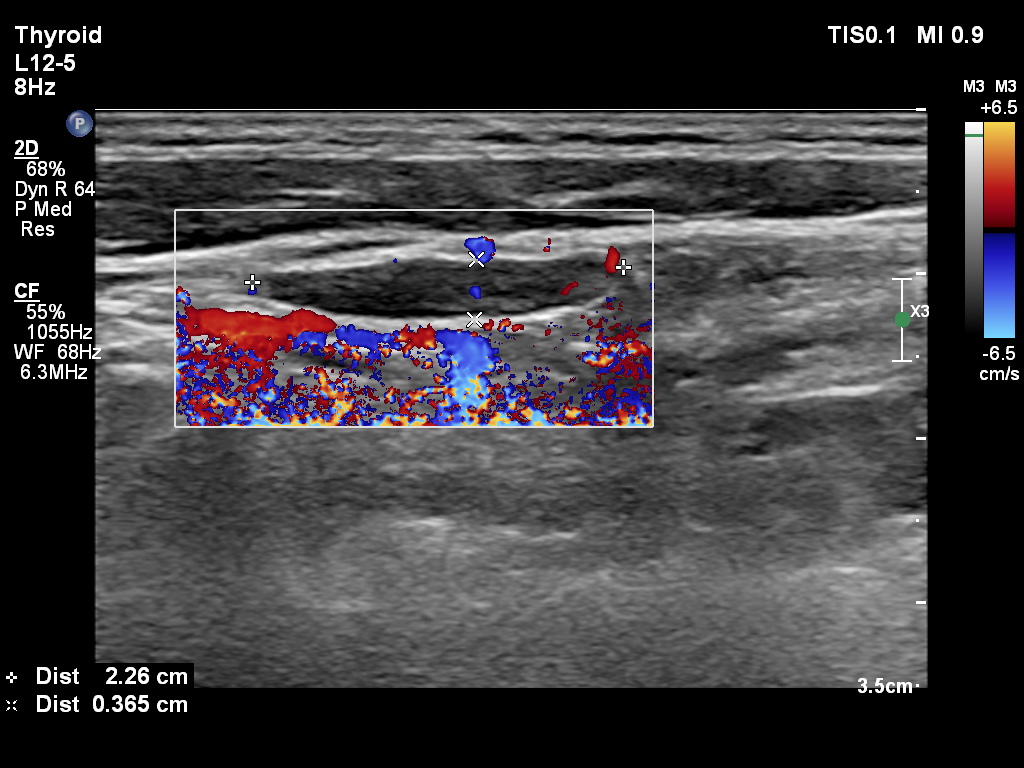 Thyroid
L12-5
8Hz
TIS0.1 MI 0.9
M3 M3
+6.5
P
2D
68%
Dyn R 64
P Med
Res
CF
55%
1055Hz
WF 68Hz
6.3MHz
X3
-6.5
cm/s
Dist 2.26 cm
Dist 0.365 cm
3.5cm